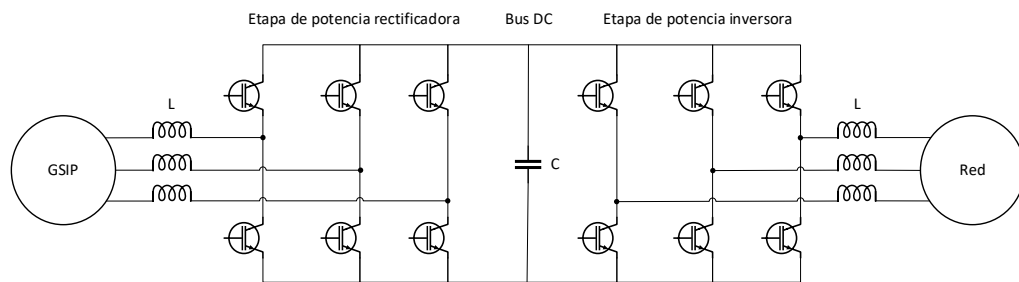 Etapa de potencia rectificadora
Bus DC
Etapa de potencia inversora
L
L
GSIP
C
Red